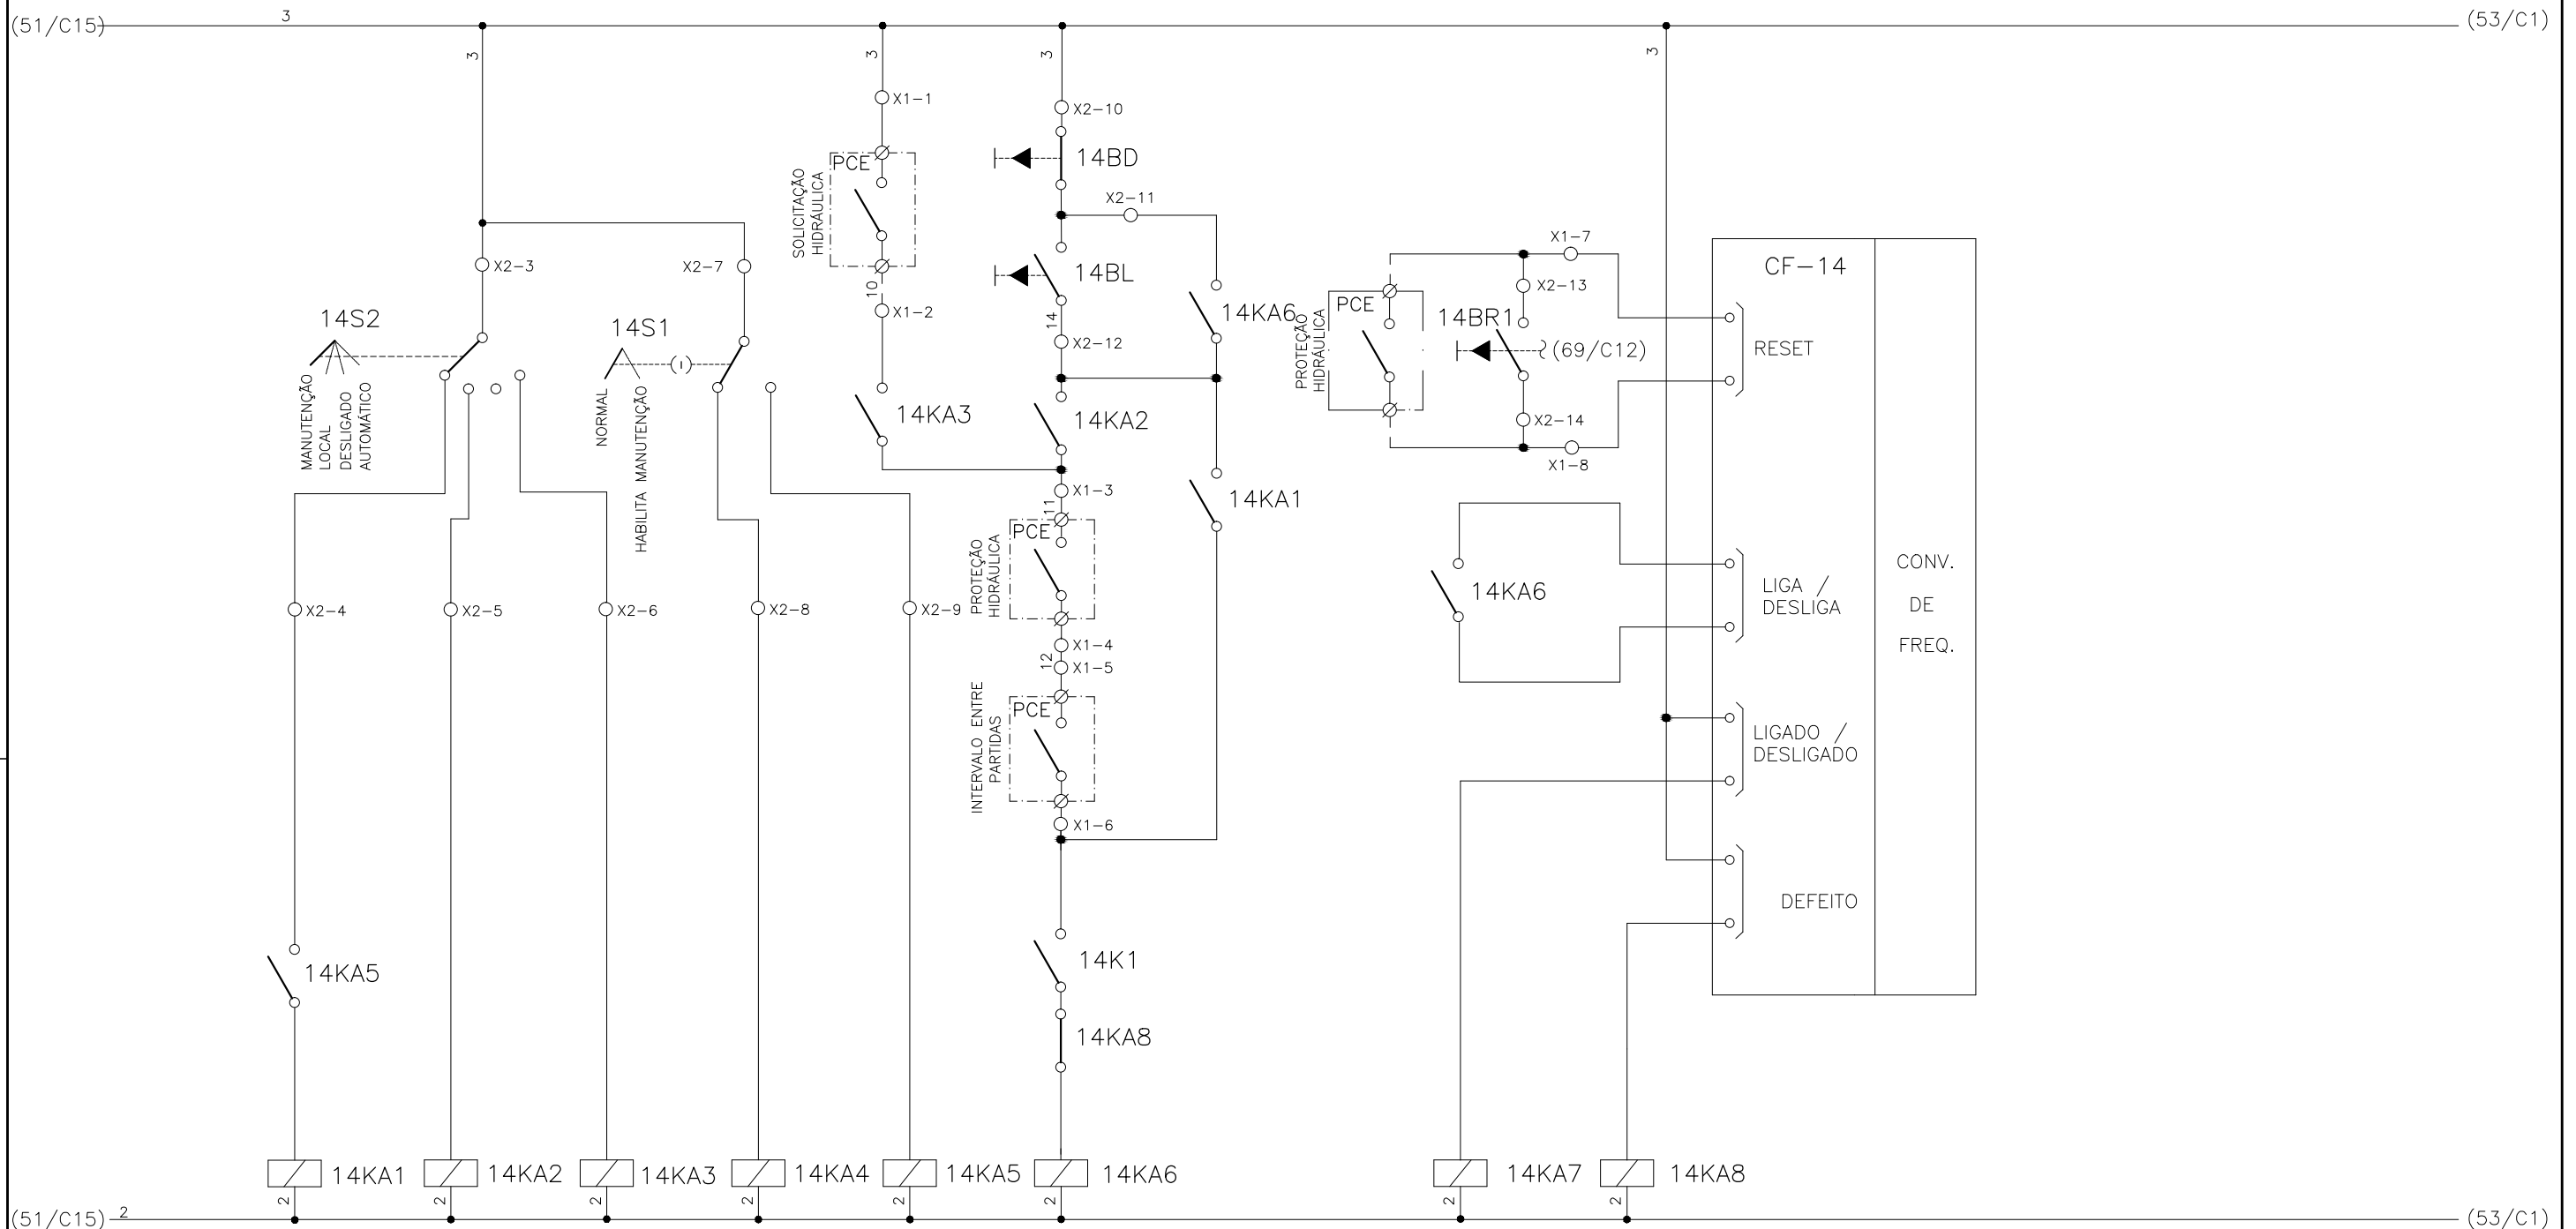 (51/C15)
3
(53/C1)
3
3
3
3
X1-1
X2-10
PCE
14BD
SOLICITAÇÃO
HIDRÁULICA
X2-11
X2-3
X2-7
10
X1-2
14BL
14
X2-12
14KA6
X1-7
X2-13
CF-14
PCE
PROTEÇÃO
HIDRÁULICA
14BR1
(69/C12)
RESET
X2-14
X1-8
14S2
MANUTENÇÃO
LOCAL
DESLIGADO
AUTOMÁTICO
14S1
NORMAL
HABILITA MANUTENÇÃO
14KA3
14KA2
X1-3
11
14KA1
PCE
PROTEÇÃO
HIDRÁULICA
14KA6
LIGA /
DESLIGA
CONV.
DE
FREQ.
X2-4
X2-5
X2-6
X2-8
X2-9
X1-4
12
X1-5
PCE
INTERVALO ENTRE
PARTIDAS
LIGADO /
DESLIGADO
X1-6
DEFEITO
14KA5
14K1
14KA8
14KA1
14KA2
14KA3
14KA4
14KA5
14KA6
14KA7
14KA8
2
2
2
2
2
2
2
2
(51/C15)
2
(53/C1)